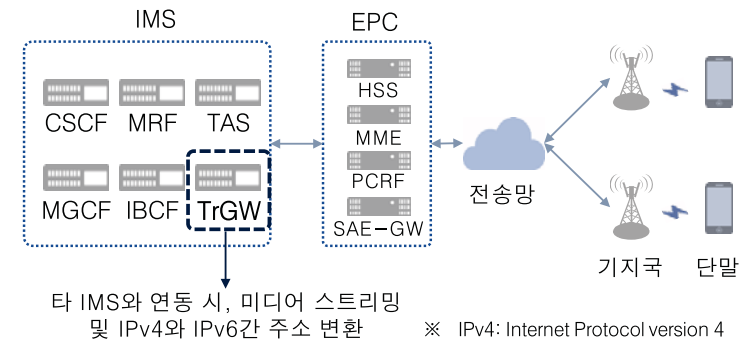 IMS
EPC
CSCF MRF TAS
MGCF IBCF TrGW
HSS
MME
PCRF
SAE-GW
전송망
기지국 단말
타 IMS와 연동 시, 미디어 스트리밍
및 IPv4와 IPv6간 주소 변환
※ IPv4: Internet Protocol version 4